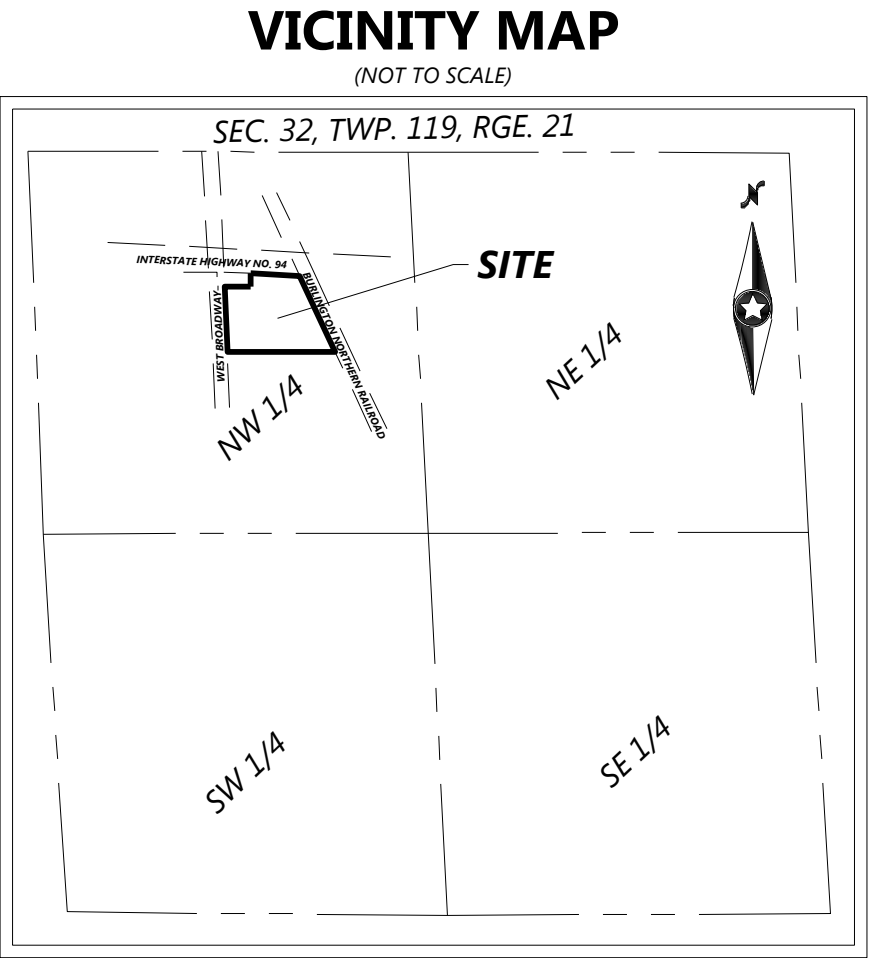 VICINITY MAP
(NOT TO SCALE)
SEC. 32, TWP. 119, RGE. 21
N
INTERSTATE HIGHWAY NO. 94
SITE
WEST BROADWAY
BURLINGTON NORTHERN RAILROAD
NW 1/4
NE 1/4
SW 1/4
SE 1/4